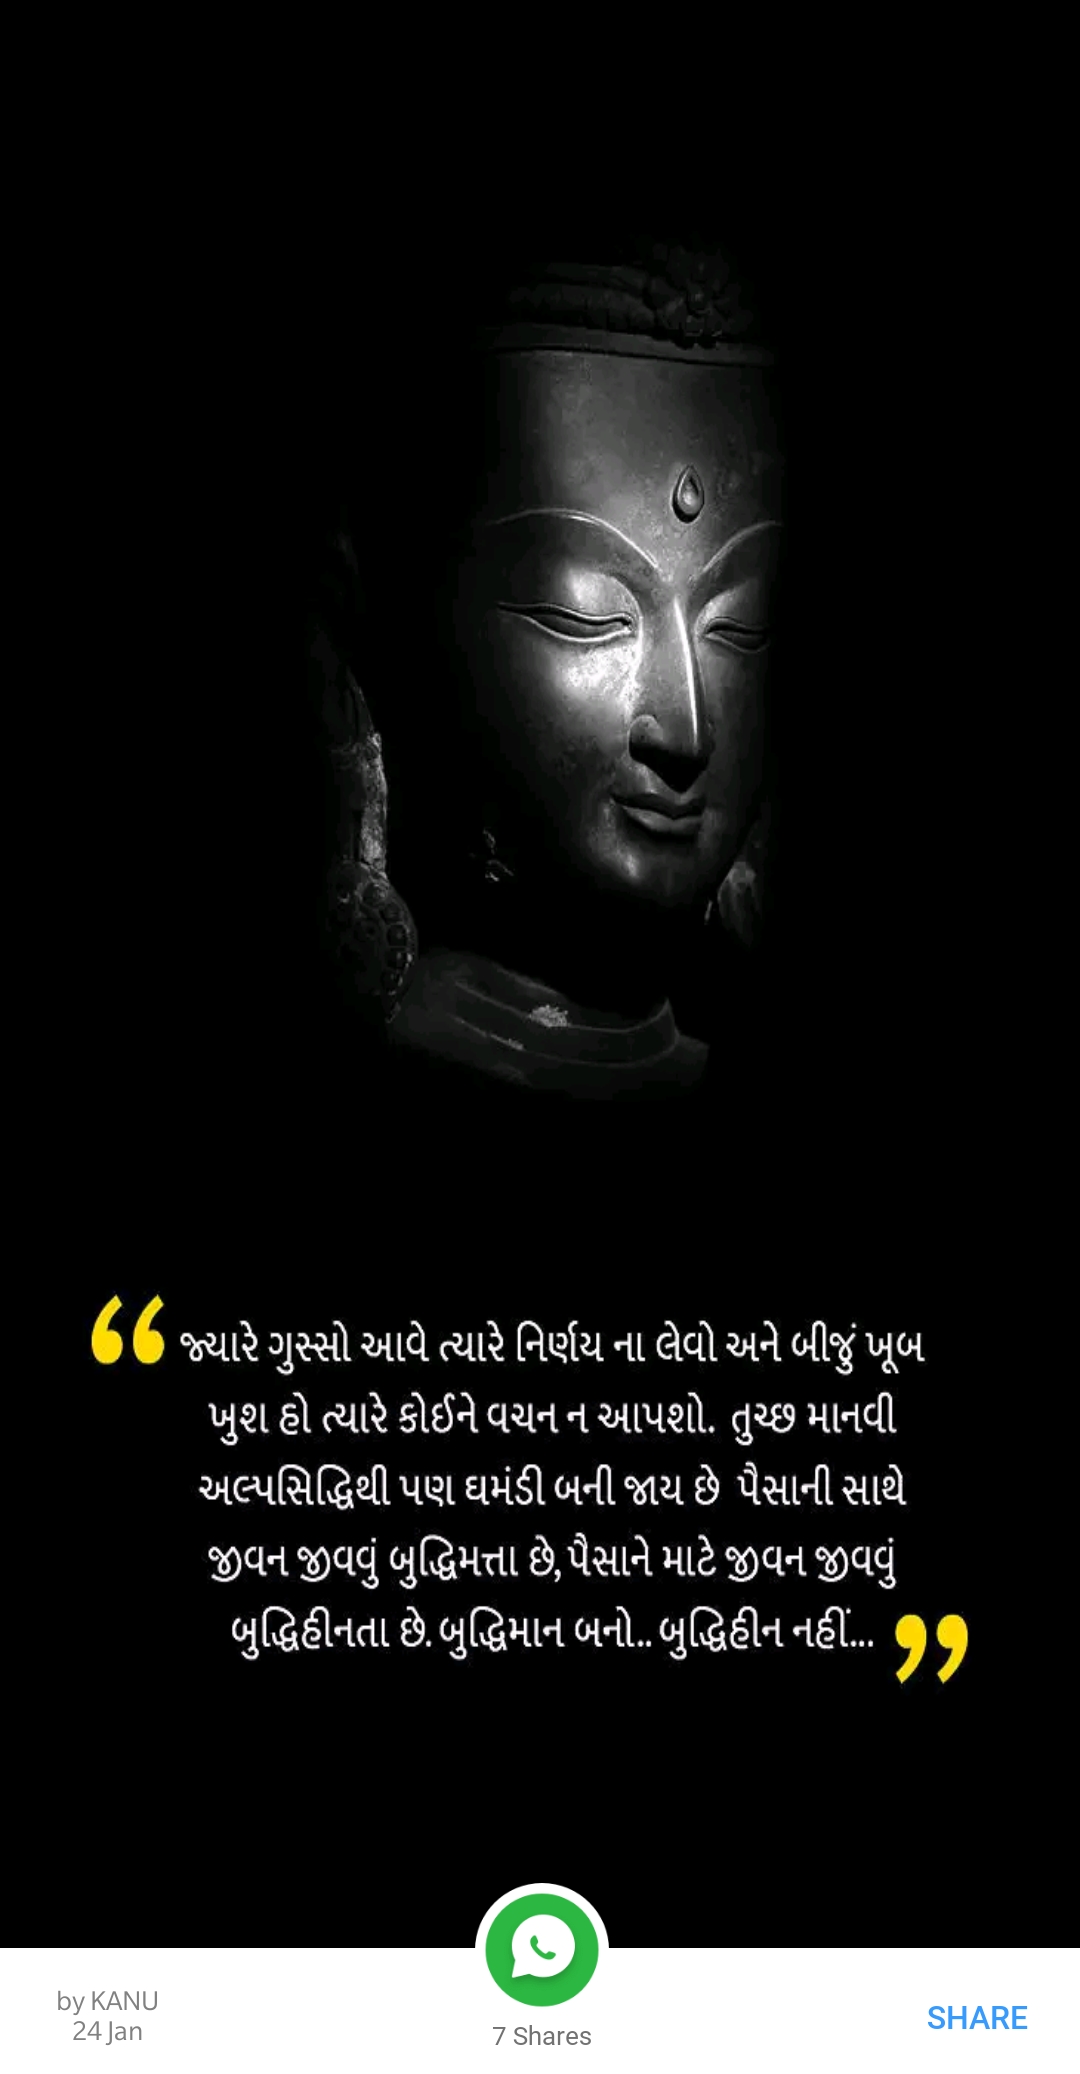 “ જ્યારે ગુસ્સો આવે ત્યારે નિર્ણય ના લેવો અને બીજું ખૂબ
ખુશ હો ત્યારે કોઈને વચન ન આપશો. તુચ્છ માનવી
અલ્પસિદ્ધિથી પણ ઘમંડી બની જાય છે પૈસાની સાથે
જીવન જીવવું બુદ્ધિમત્તા છે, પૈસાને માટે જીવન જીવવું
બુદ્ધિહીનતા છે. બુદ્ધિમાન બનો.. બુદ્ધિહીન નહીં... ”
by KANU
24 Jan
7 Shares
SHARE